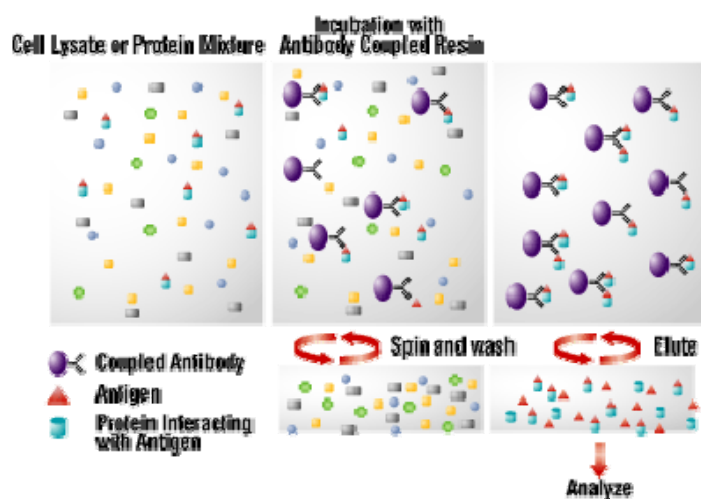 Cell Lysate or Protein Mixture
Incubation with
Antibody Coupled Resin
Spin and wash
Elute
Coupled Antibody
Antigen
Protein Interacting
with Antigen
Analyze